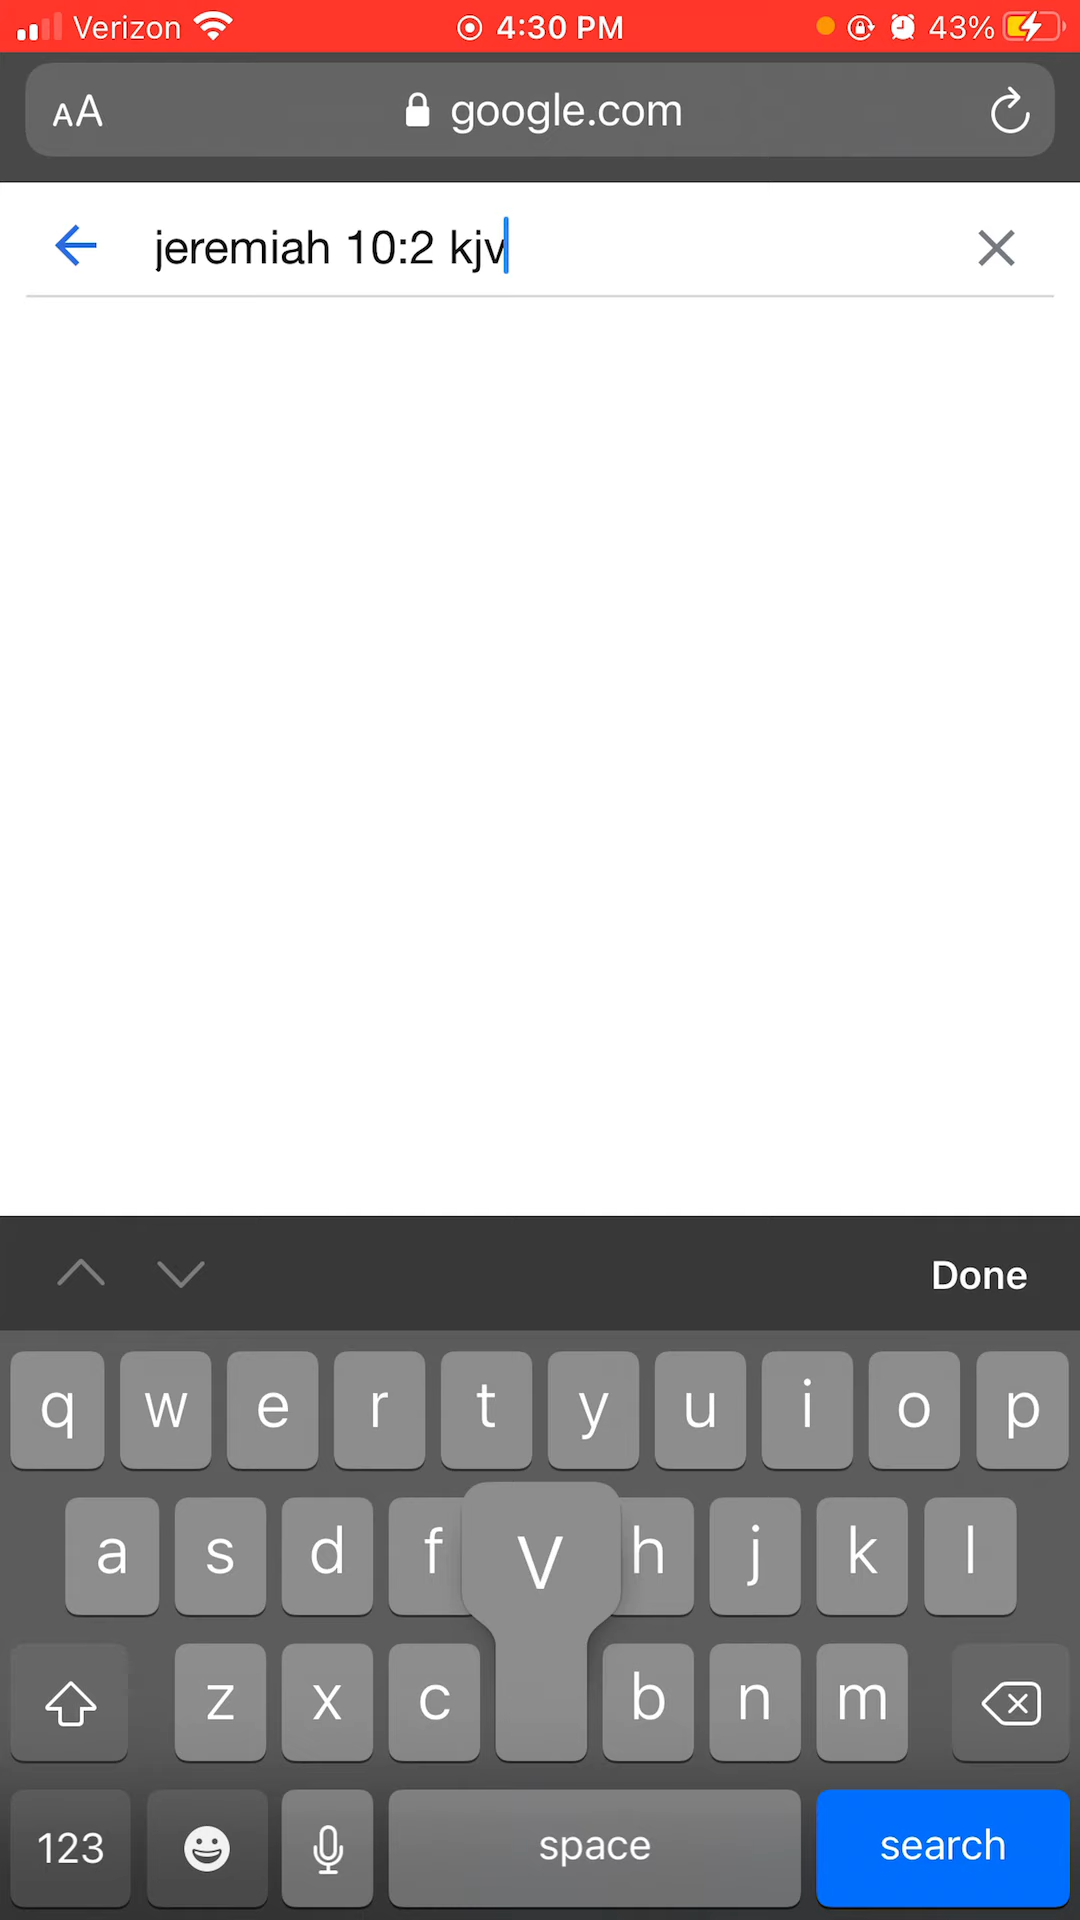 Verizon 4:30 PM 43%
AA google.com
jeremiah 10:2 kjv
Done
q w e r t y u i o p
a s d f V h j k l
z x c b n m
123 space search